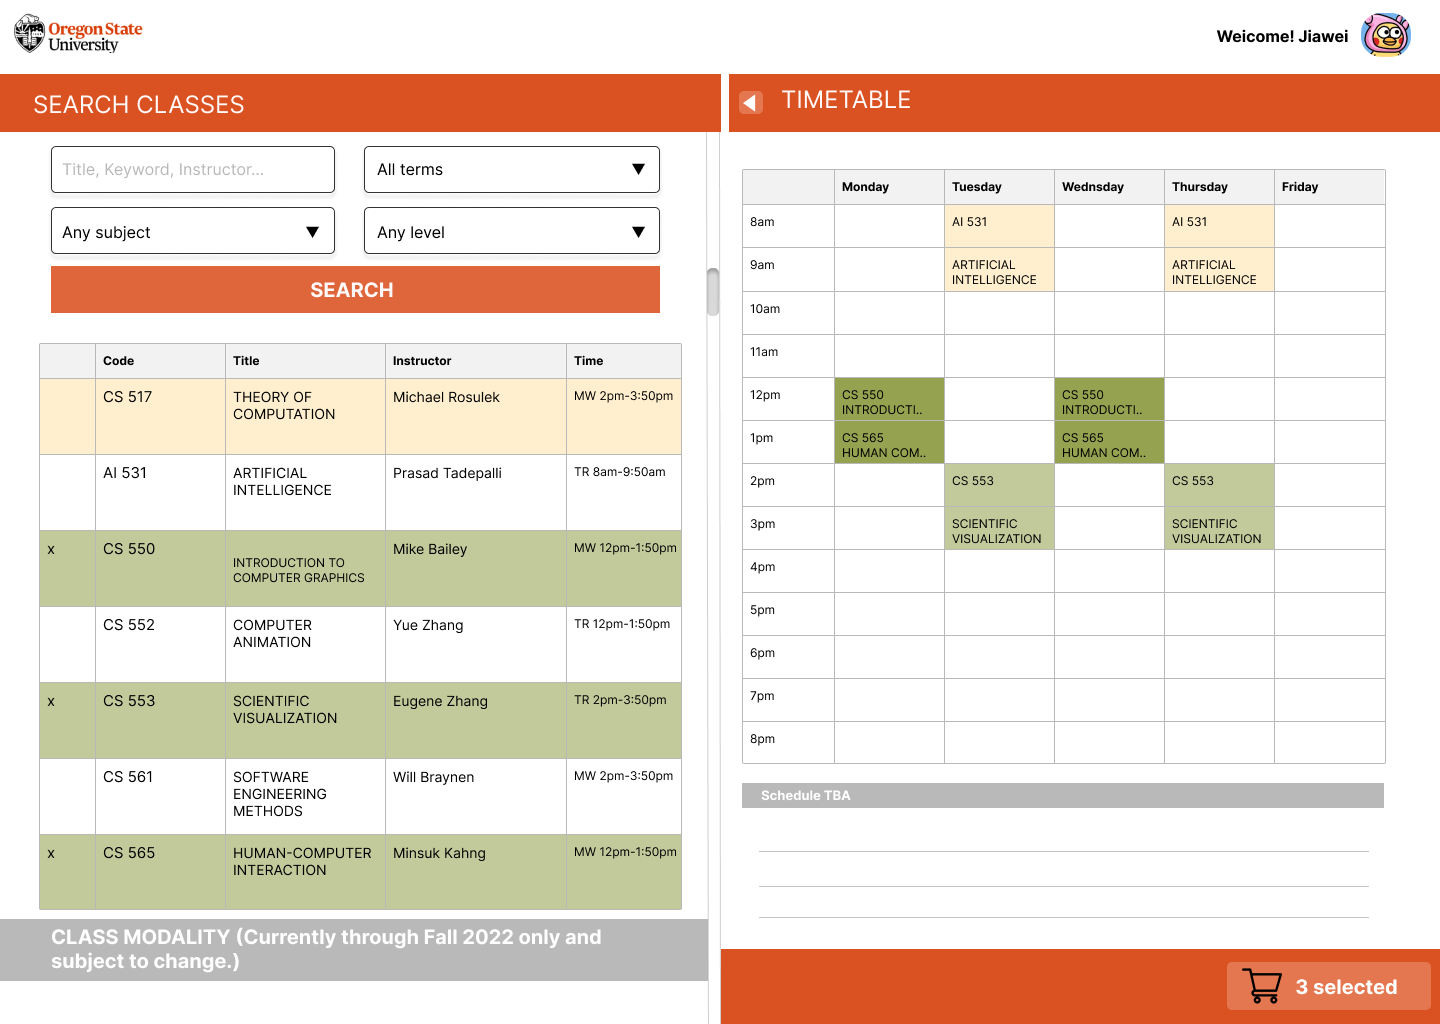 Oregon State
University
Welcome! Jiawei
SEARCH CLASSES
Title, Keyword, Instructor...
All terms
Any subject
Any level
SEARCH
Code Title Instructor Time
CS 517 THEORY OF Michael Rosulek MW 2pm-3:50pm
COMPUTATION
AI 531 ARTIFICIAL Prasad Tadepalli TR 8am-9:50am
INTELLIGENCE
x CS 550 Mike Bailey MW 12pm-1:50pm
INTRODUCTION TO
COMPUTER GRAPHICS
CS 552 COMPUTER Yue Zhang TR 12pm-1:50pm
ANIMATION
x CS 553 SCIENTIFIC Eugene Zhang TR 2pm-3:50pm
VISUALIZATION
CS 561 SOFTWARE Will Braynen MW 2pm-3:50pm
ENGINEERING
METHODS
x CS 565 HUMAN-COMPUTER Minsuk Kahng MW 12pm-1:50pm
INTERACTION
CLASS MODALITY (Currently through Fall 2022 only and
subject to change.)
TIMETABLE
Monday Tuesday Wednsday Thursday Friday
8am AI 531 AI 531
9am ARTIFICIAL ARTIFICIAL
INTELLIGENCE INTELLIGENCE
10am
11am
12pm CS 550 CS 550
INTRODUCTI.. INTRODUCTI..
1pm CS 565 CS 565
HUMAN COM.. HUMAN COM..
2pm CS 553 CS 553
3pm SCIENTIFIC SCIENTIFIC
VISUALIZATION VISUALIZATION
4pm
5pm
6pm
7pm
8pm
Schedule TBA
3 selected